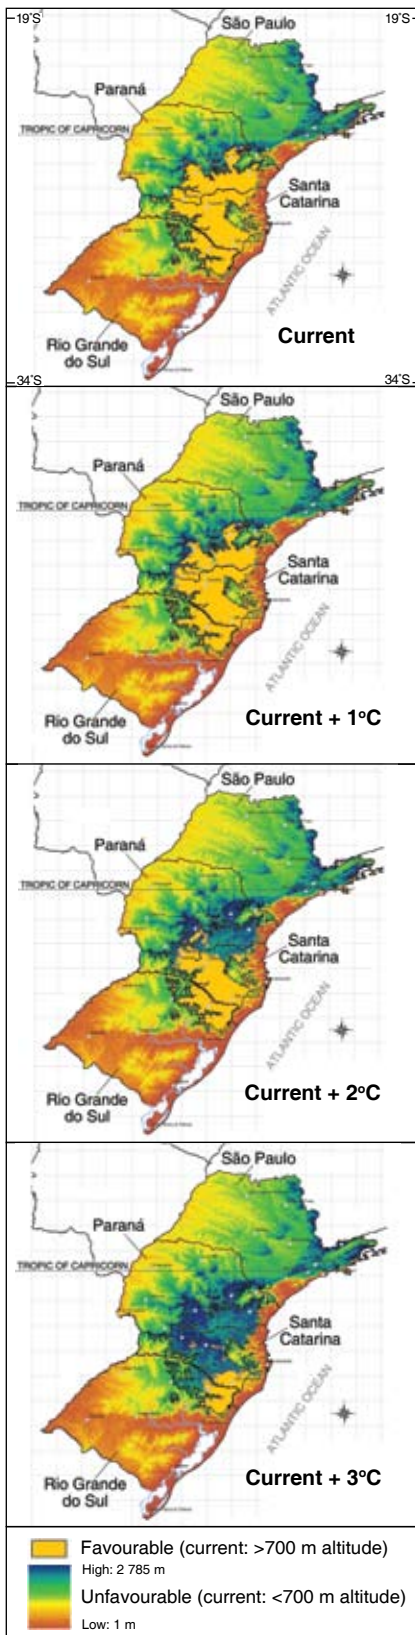 19°S 19°S
São Paulo
Paraná
TROPIC OF CAPRICORN
Santa
Catarina
ATLANTIC OCEAN
Rio Grande
do Sul
Current
34°S 34°S
São Paulo
Paraná
TROPIC OF CAPRICORN
Santa
Catarina
ATLANTIC OCEAN
Rio Grande
do Sul
Current + 1°C
São Paulo
Paraná
TROPIC OF CAPRICORN
Santa
Catarina
ATLANTIC OCEAN
Rio Grande
do Sul
Current + 2°C
São Paulo
Paraná
TROPIC OF CAPRICORN
Santa
Catarina
ATLANTIC OCEAN
Rio Grande
do Sul
Current + 3°C
Favourable (current: >700 m altitude)
High: 2 785 m
Unfavourable (current: <700 m altitude)
Low: 1 m